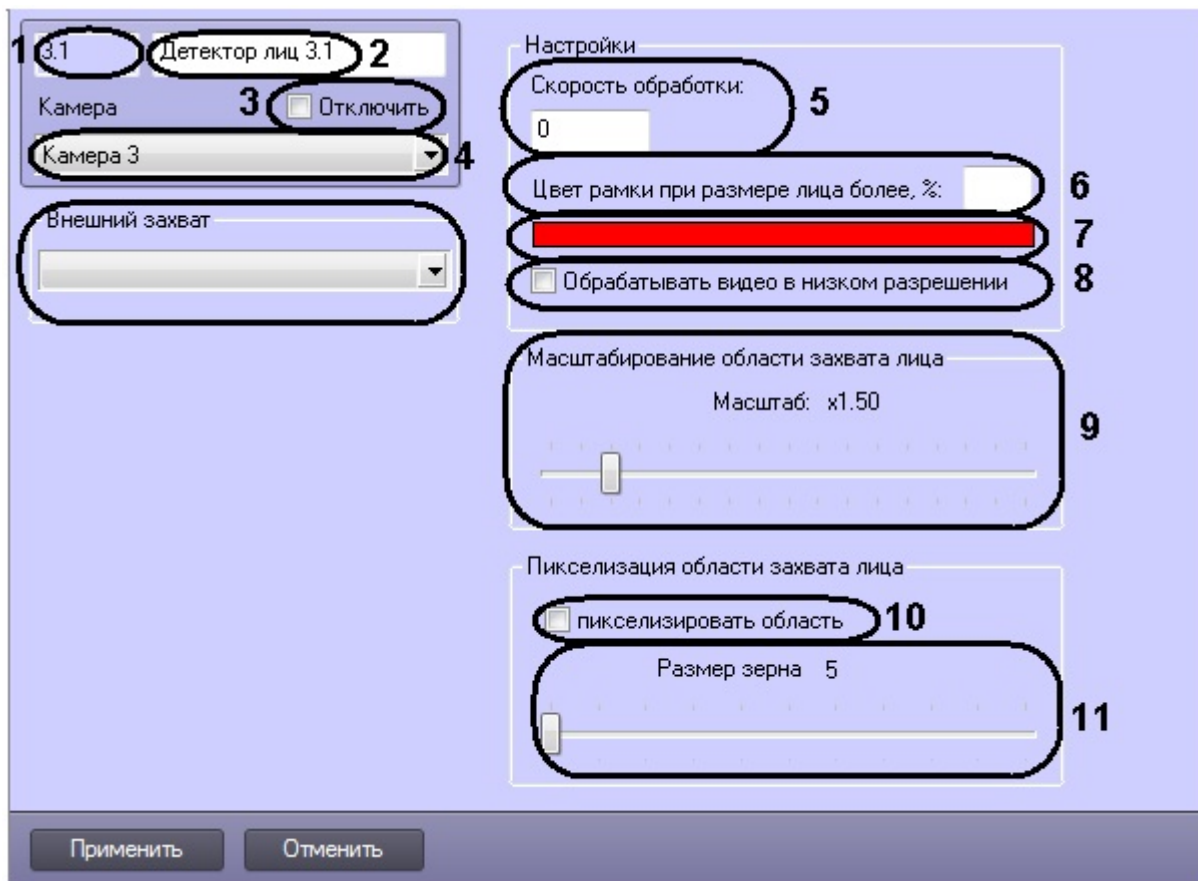 1 3.1 Детектор лиц 3.1 2
Камера 3 Отключить
Камера 3 4
Внешний захват
Настройки
Скорость обработки: 5
0
Цвет рамки при размере лица более, %: 6
7
Обрабатывать видео в низком разрешении 8
Масштабирование области захвата лица
Масштаб: x1.50
9
Пикселизация области захвата лица
пикселизировать область 10
Размер зерна 5
11
Применить Отменить